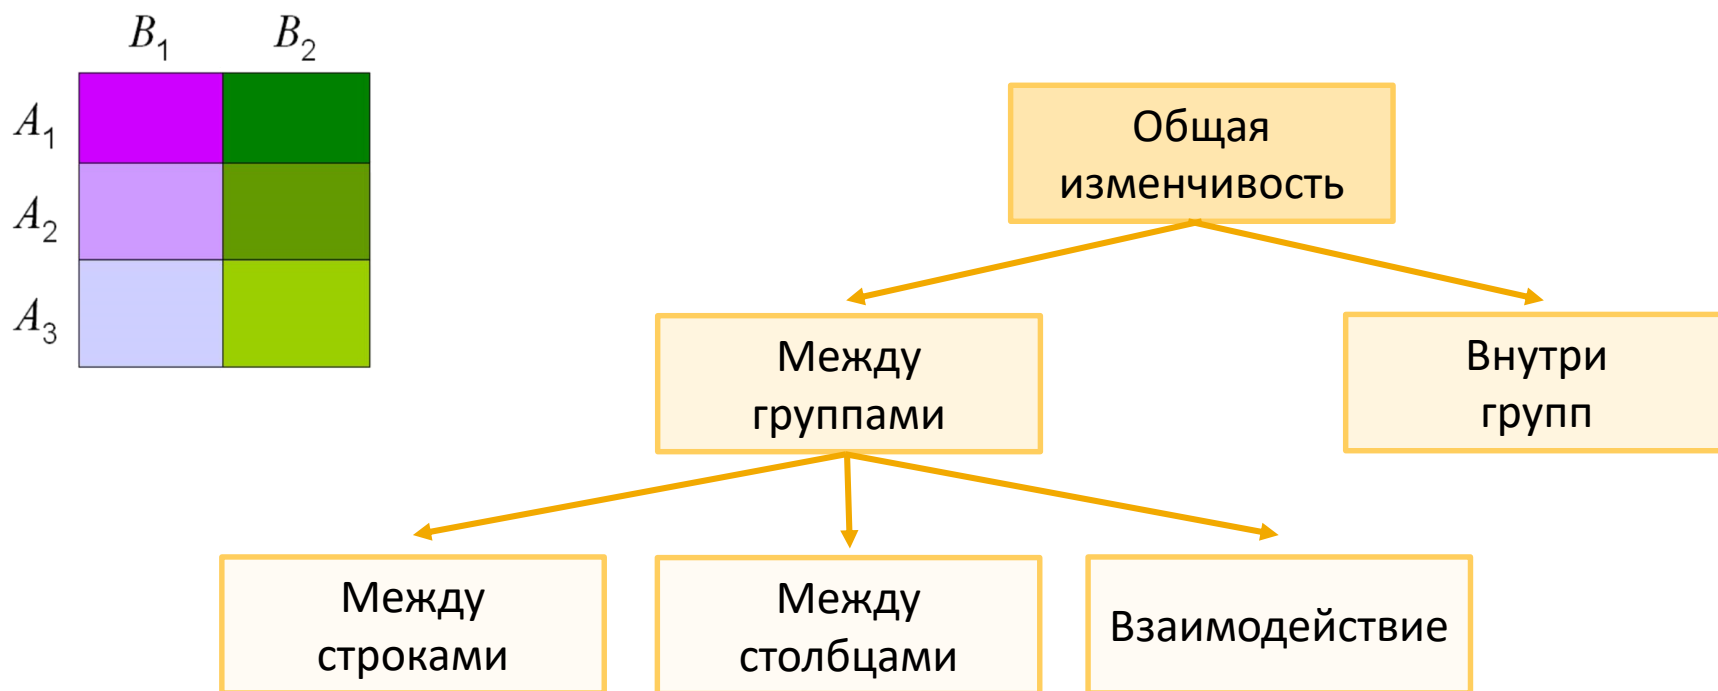 B₁ B₂
A₁
A₂
A₃
Общая
изменчивость
Между
группами
Внутри
групп
Между
строками
Между
столбцами
Взаимодействие